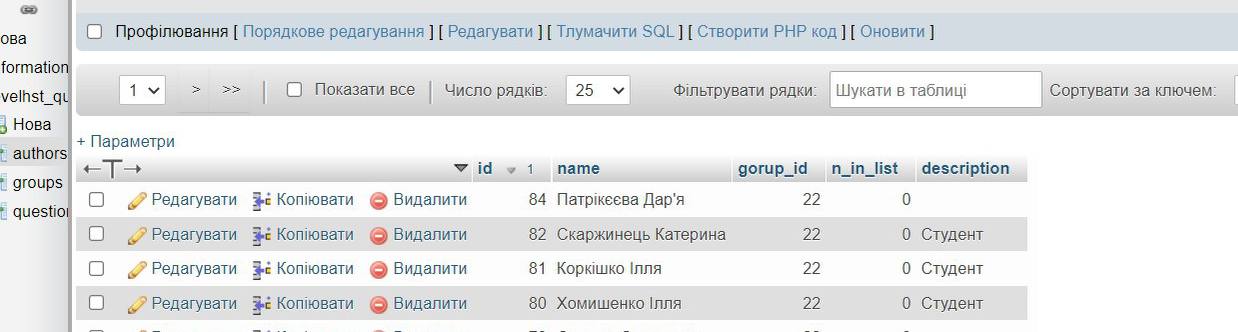 ова
Профілювання [ Порядкове редагування ] [ Редагувати ] [ Тлумачити SQL ] [ Створити PHP код ] [ Оновити ]
formation
velhst_qu
1 > >> | Показати все | Число рядків: 25 Фільтрувати рядки: Шукати в таблиці Сортувати за ключем:
Нова
+ Параметри
authors
←T→ id 1 name gorup_id n_in_list description
groups
Редагувати Копіювати Видалити 84 Патрікєєва Дар'я 22 0
question
Редагувати Копіювати Видалити 82 Скаржинець Катерина 22 0 Студент
Редагувати Копіювати Видалити 81 Коркішко Ілля 22 0 Студент
Редагувати Копіювати Видалити 80 Хомишенко Ілля 22 0 Студент